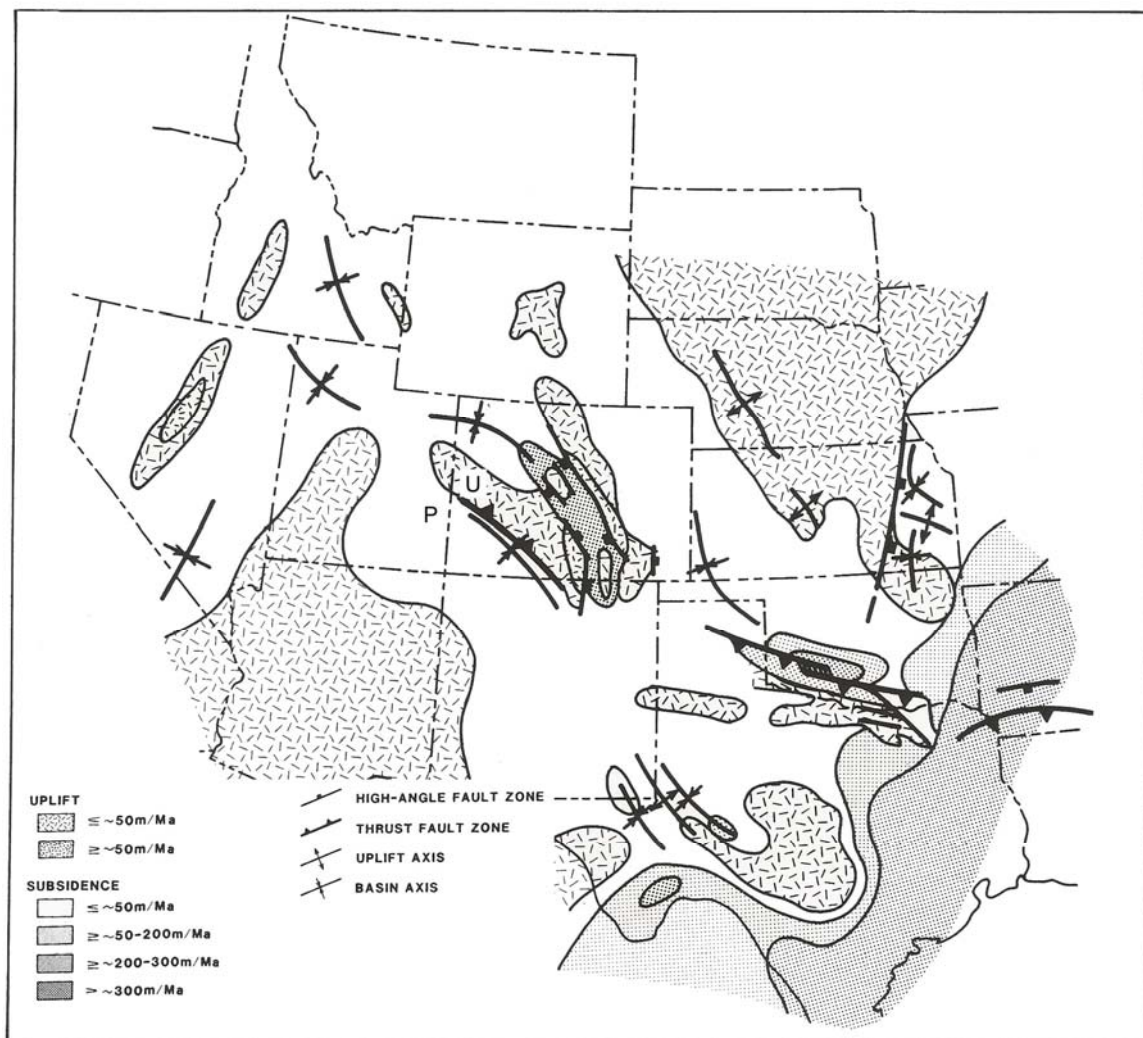 U
P
UPLIFT
≤ ~50m/Ma
≥ ~50m/Ma
SUBSIDENCE
≤ ~50m/Ma
≥ ~50-200m/Ma
≥ ~200-300m/Ma
> ~300m/Ma
HIGH-ANGLE FAULT ZONE
THRUST FAULT ZONE
UPLIFT AXIS
BASIN AXIS